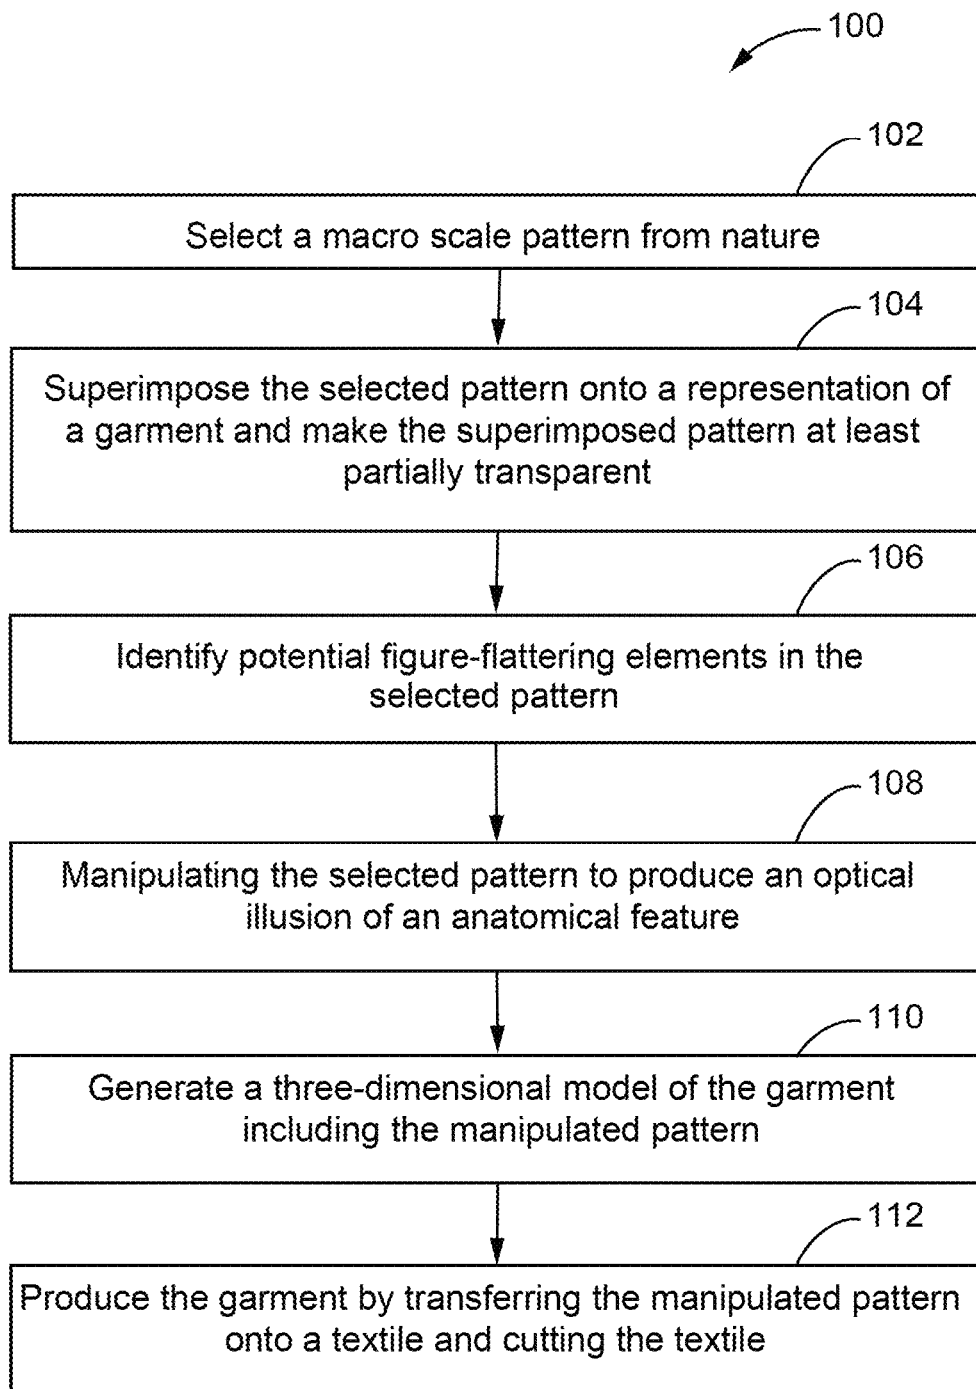 100
102
Select a macro scale pattern from nature
104
Superimpose the selected pattern onto a representation of
a garment and make the superimposed pattern at least
partially transparent
106
Identify potential figure-flattering elements in the
selected pattern
108
Manipulating the selected pattern to produce an optical
illusion of an anatomical feature
110
Generate a three-dimensional model of the garment
including the manipulated pattern
112
Produce the garment by transferring the manipulated pattern
onto a textile and cutting the textile